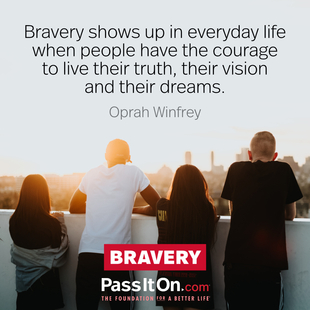 Bravery shows up in everyday life
when people have the courage
to live their truth, their vision
and their dreams.
Oprah Winfrey
BRAVERY
PassItOn.com
THE FOUNDATION FOR A BETTER LIFE